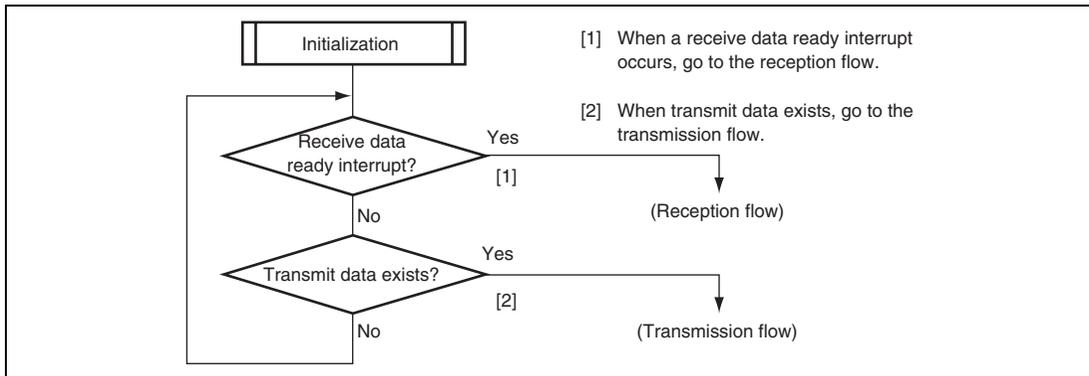 Initialization
[1] When a receive data ready interrupt
occurs, go to the reception flow.
[2] When transmit data exists, go to the
transmission flow.
Receive data
ready interrupt?
Yes
[1]
(Reception flow)
No
Transmit data exists?
Yes
[2]
(Transmission flow)
No